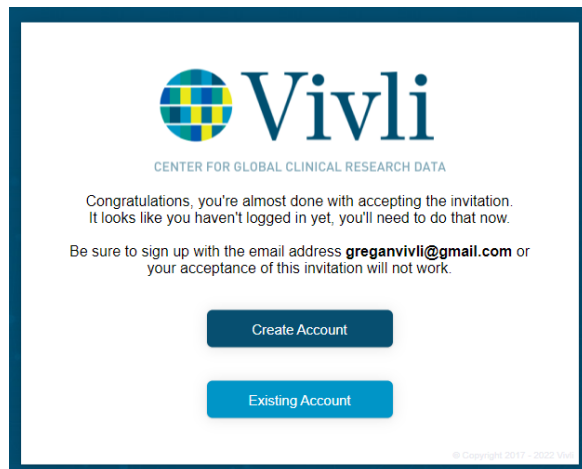 Vivli
CENTER FOR GLOBAL CLINICAL RESEARCH DATA
Congratulations, you're almost done with accepting the invitation.
It looks like you haven't logged in yet, you'll need to do that now.
Be sure to sign up with the email address greganvivli@gmail.com or
your acceptance of this invitation will not work.
Create Account
Existing Account
© Copyright 2017 - 2022 Vivli